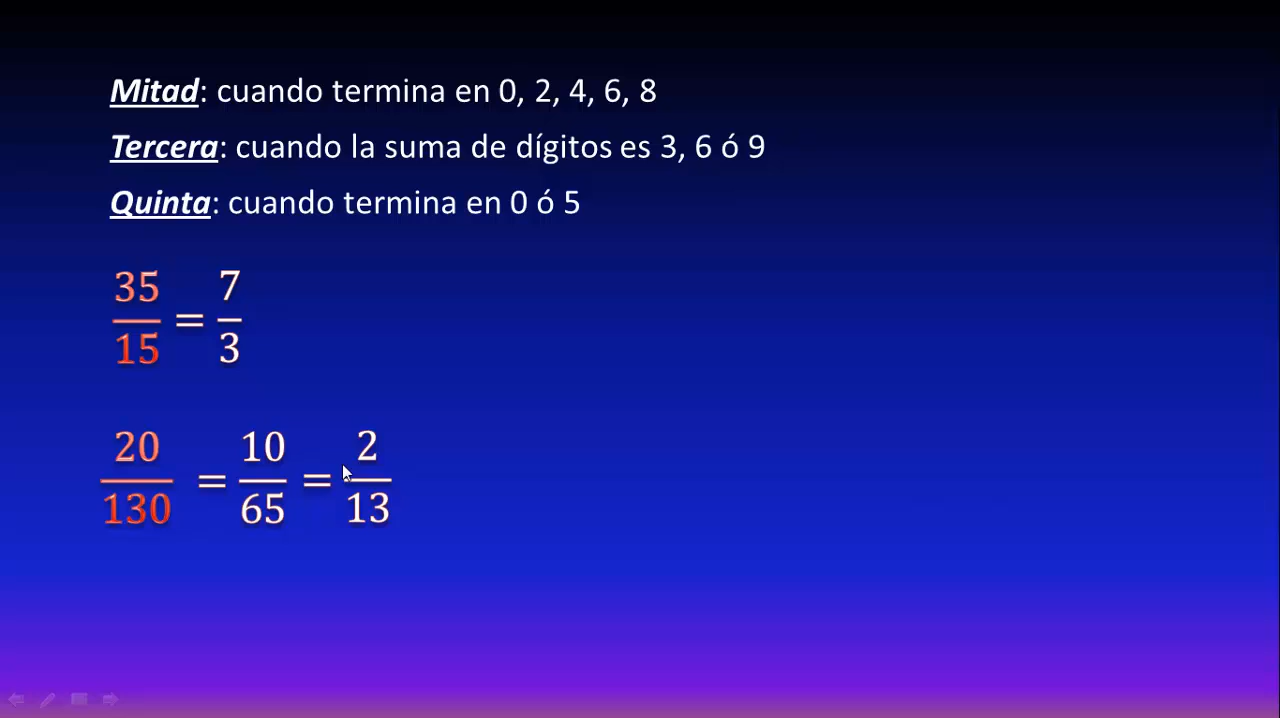 Mitad: cuando termina en 0, 2, 4, 6, 8
Tercera: cuando la suma de dígitos es 3, 6 ó 9
Quinta: cuando termina en 0 ó 5
35/15 = 7/3
20/130 = 10/65 = 2/13